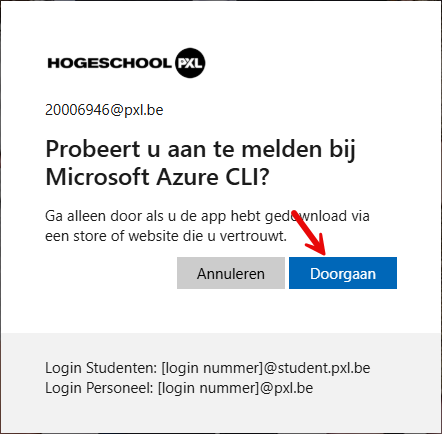 HOGESCHOOL PXL
20006946@pxl.be
Probeert u aan te melden bij
Microsoft Azure CLI?
Ga alleen door als u de app hebt gedownload via
een store of website die u vertrouwt.
Annuleren Doorgaan
Login Studenten: [login nummer]@student.pxl.be
Login Personeel: [login nummer]@pxl.be